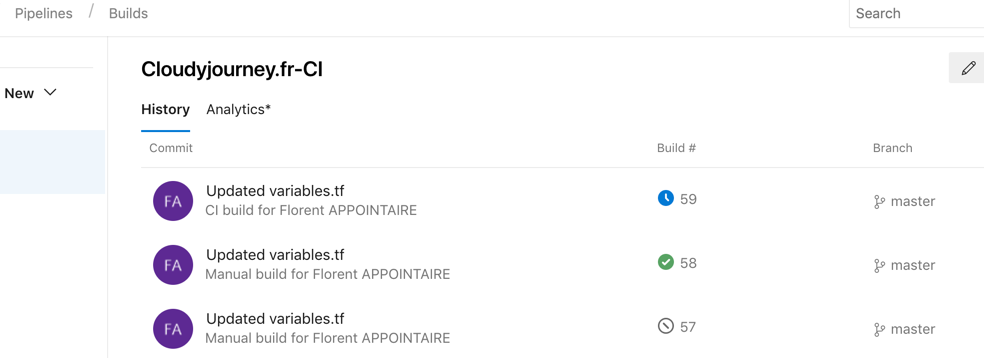 Pipelines / Builds
Search
New
Cloudyjourney.fr-CI
History Analytics*
Commit Build # Branch
FA Updated variables.tf 59 master
CI build for Florent APPOINTAIRE
FA Updated variables.tf 58 master
Manual build for Florent APPOINTAIRE
FA Updated variables.tf 57 master
Manual build for Florent APPOINTAIRE